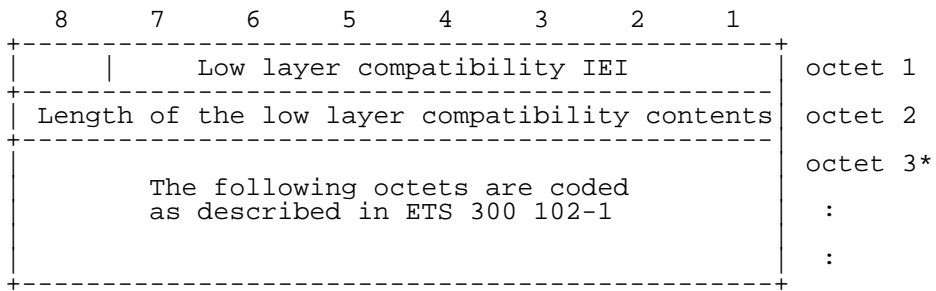 8 7 6 5 4 3 2 1
Low layer compatibility IEI octet 1
Length of the low layer compatibility contents octet 2
octet 3*
The following octets are coded
as described in ETS 300 102-1 :
: